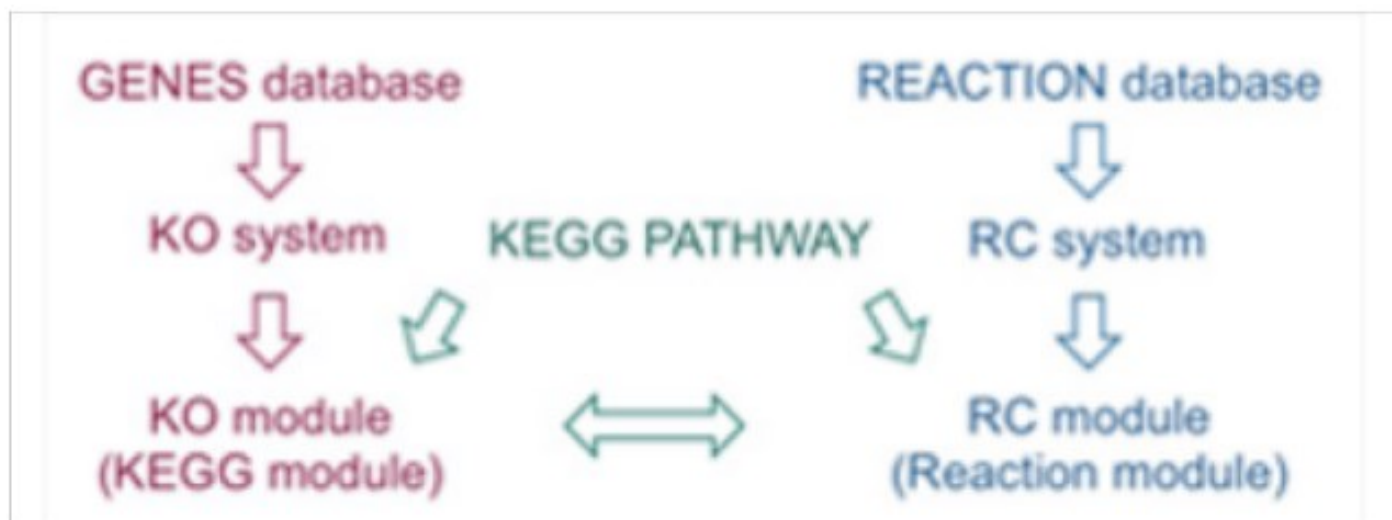 GENES database
REACTION database
KO system
KEGG PATHWAY
RC system
KO module
(KEGG module)
RC module
(Reaction module)